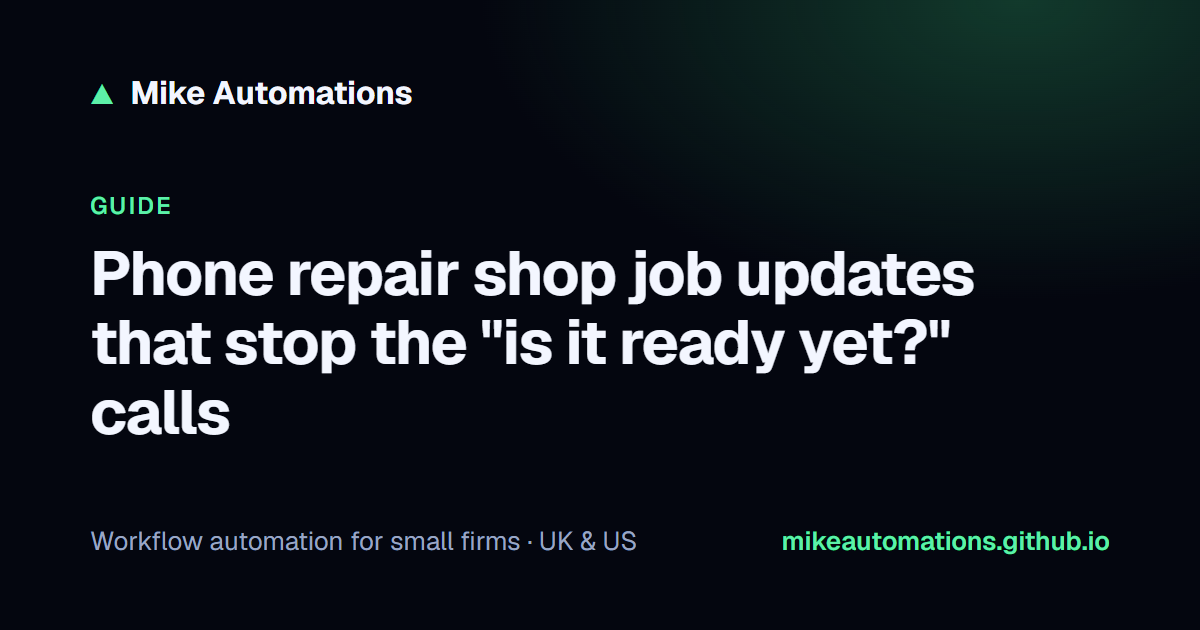 Mike Automations
GUIDE
Phone repair shop job updates
that stop the "is it ready yet?"
calls
Workflow automation for small firms · UK & US
mikeautomations.github.io